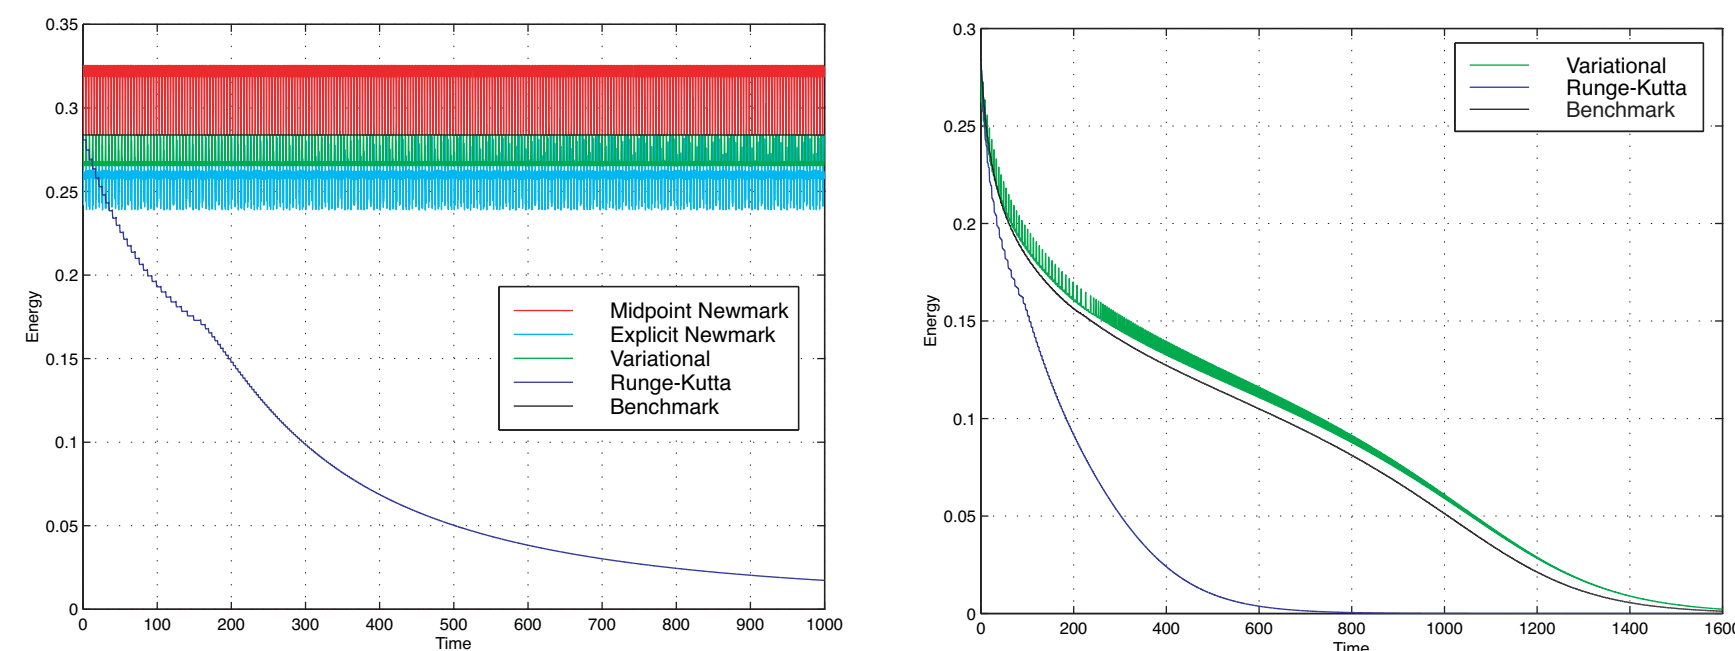 0.35
0.3
0.25
0.2
0.15
0.1
0.05
0
Energy
0 100 200 300 400 500 600 700 800 900 1000
Time
Midpoint Newmark
Explicit Newmark
Variational
Runge-Kutta
Benchmark
0.3
0.25
0.2
0.15
0.1
0.05
0
Energy
0 200 400 600 800 1000 1200 1400 1600
Time
Variational
Runge-Kutta
Benchmark